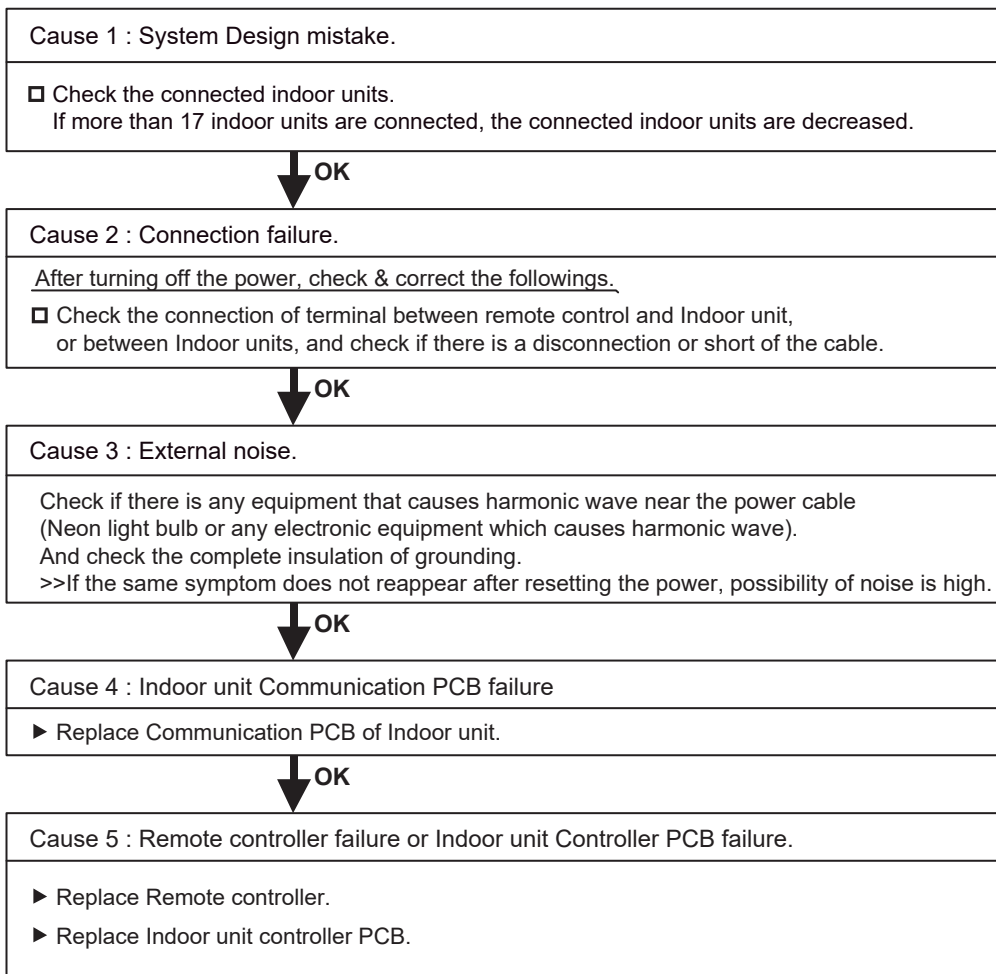 Cause 1 : System Design mistake.
Check the connected indoor units.
If more than 17 indoor units are connected, the connected indoor units are decreased.
OK
Cause 2 : Connection failure.
After turning off the power, check & correct the followings.
Check the connection of terminal between remote control and Indoor unit,
or between Indoor units, and check if there is a disconnection or short of the cable.
OK
Cause 3 : External noise.
Check if there is any equipment that causes harmonic wave near the power cable
(Neon light bulb or any electronic equipment which causes harmonic wave).
And check the complete insulation of grounding.
>>If the same symptom does not reappear after resetting the power, possibility of noise is high.
OK
Cause 4 : Indoor unit Communication PCB failure
▶ Replace Communication PCB of Indoor unit.
OK
Cause 5 : Remote controller failure or Indoor unit Controller PCB failure.
▶ Replace Remote controller.
▶ Replace Indoor unit controller PCB.